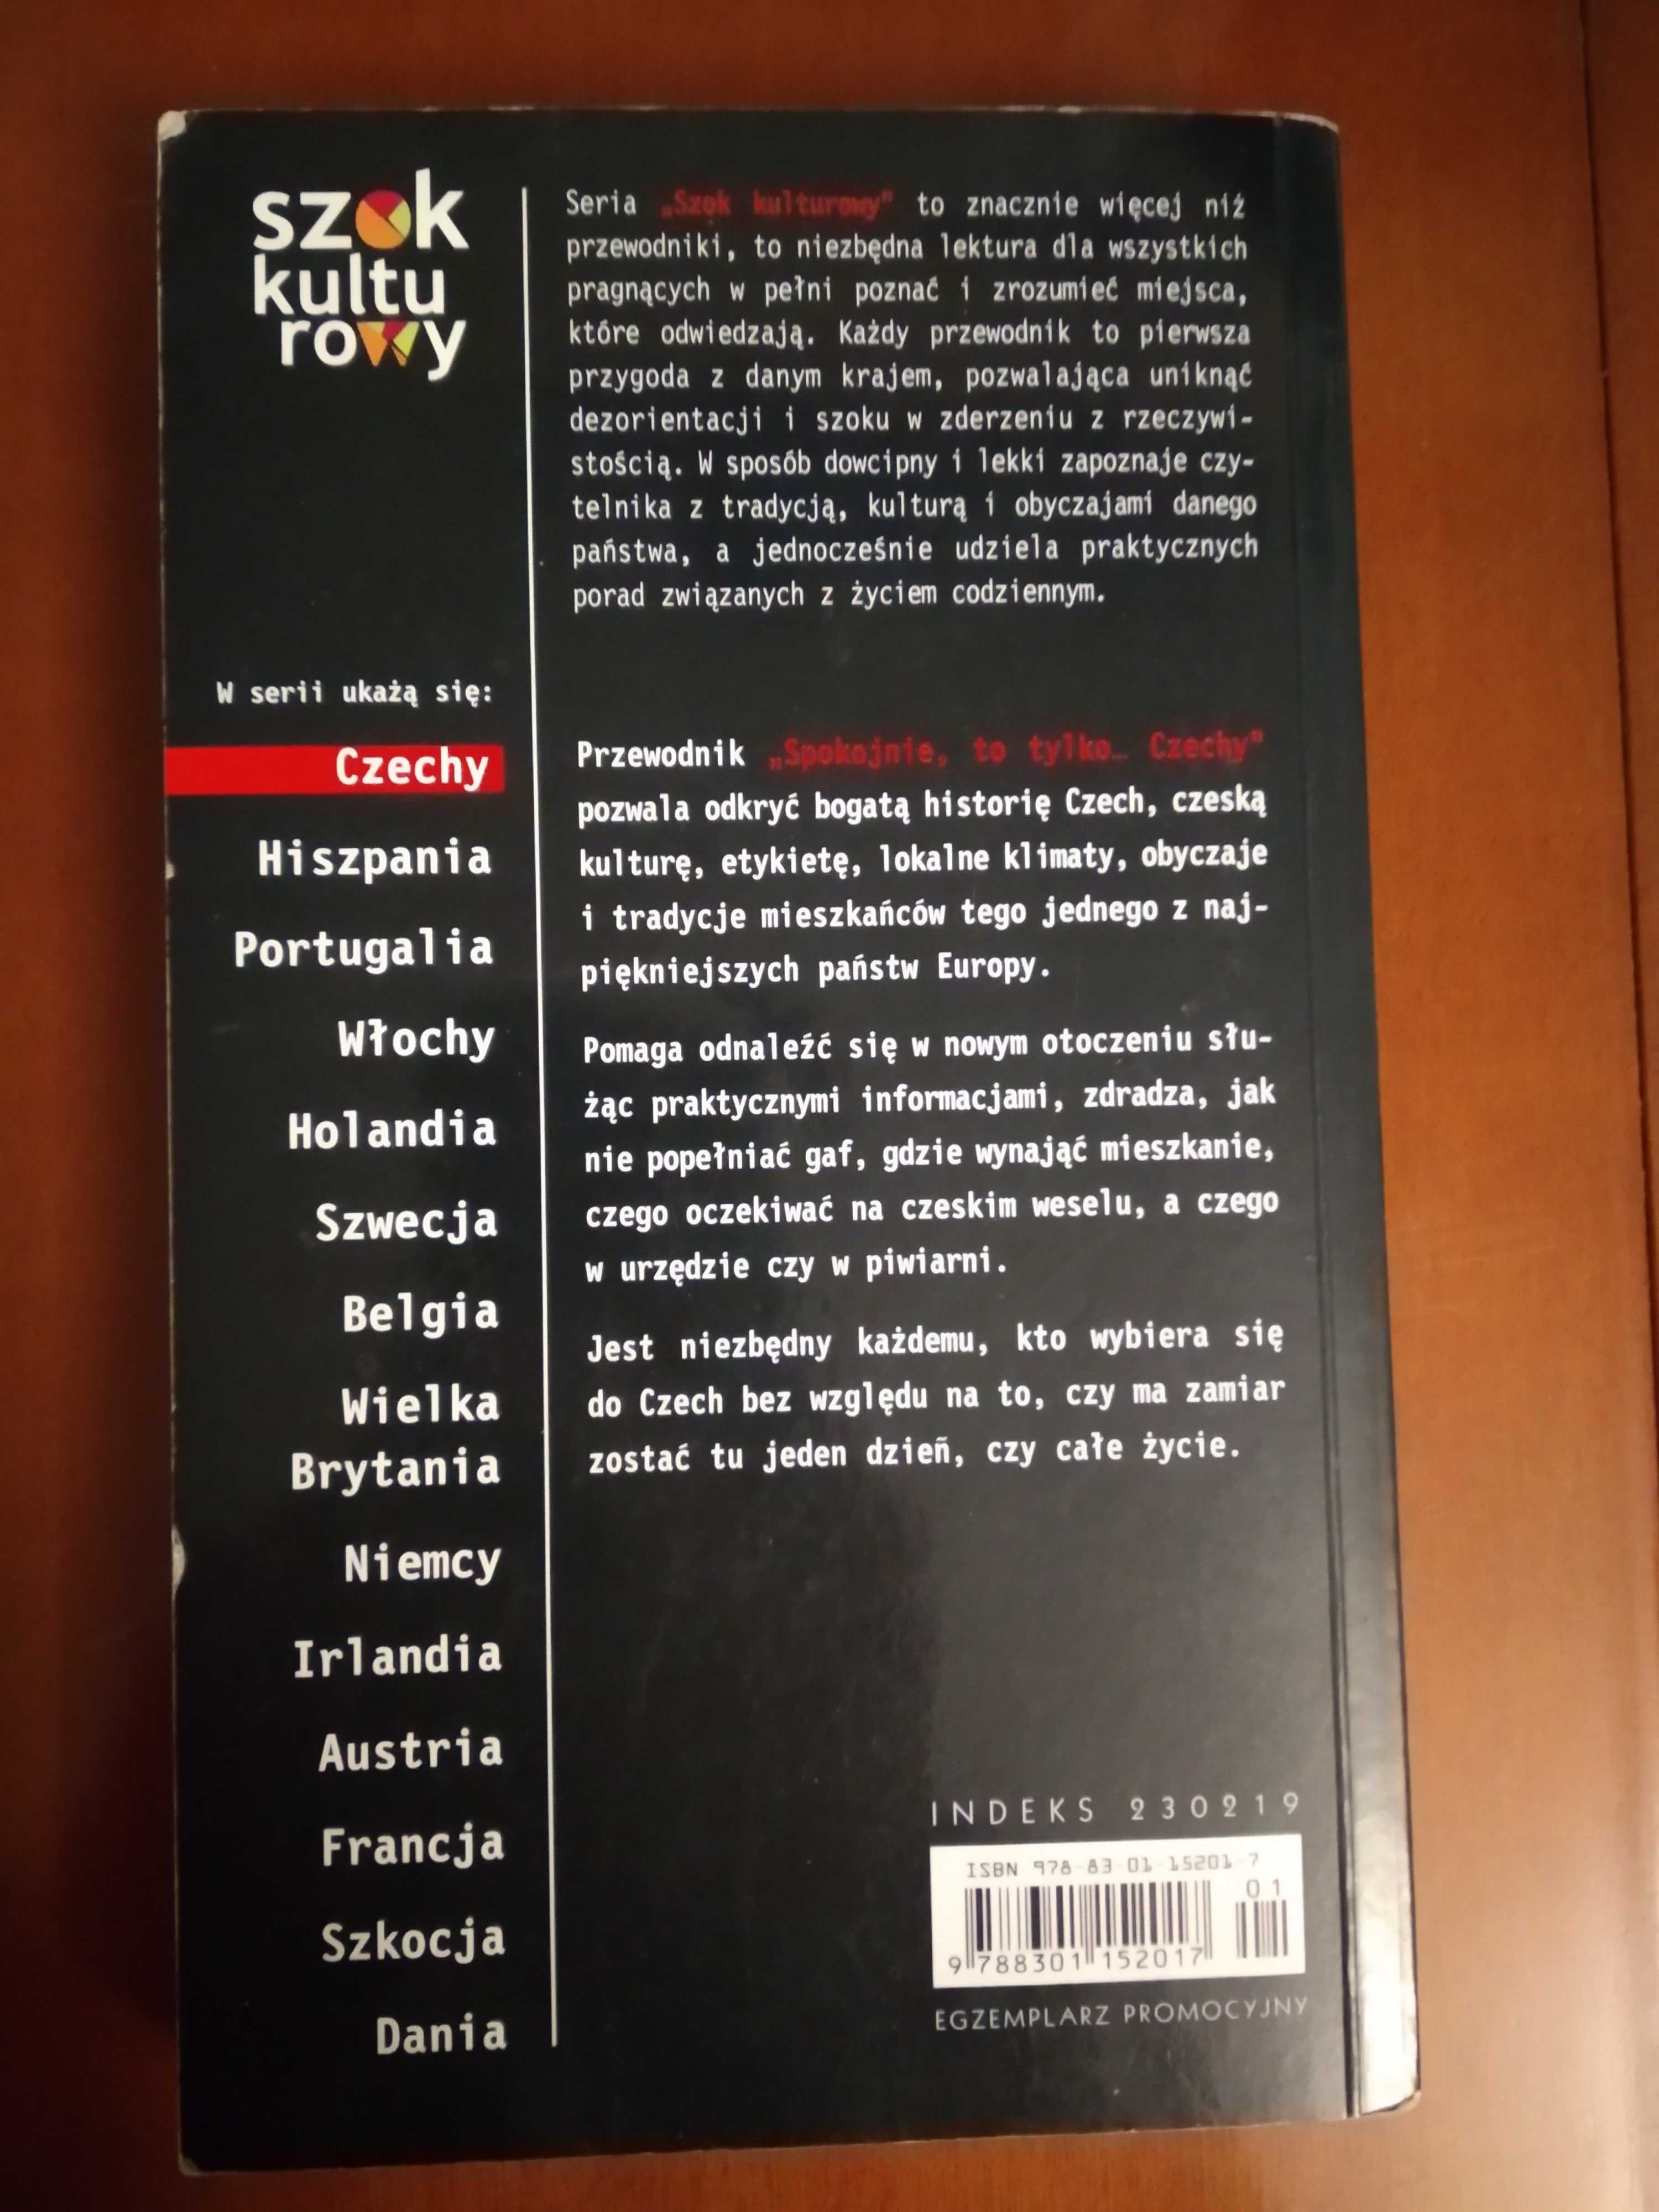 szok
kultu
rowy
W serii ukażą się:
Czechy
Hiszpania
Portugalia
Włochy
Holandia
Szwecja
Belgia
Wielka
Brytania
Niemcy
Irlandia
Austria
Francja
Szkocja
Dania
Seria „Szok kulturowy" to znacznie więcej niż
przewodniki, to niezbędna lektura dla wszystkich
pragnących w pełni poznać i zrozumieć miejsca,
które odwiedzają. Każdy przewodnik to pierwsza
przygoda z danym krajem, pozwalająca uniknąć
dezorientacji i szoku w zderzeniu z rzeczywi-
stością. W sposób dowcipny i lekki zapoznaje czy-
telnika z tradycją, kulturą i obyczajami danego
państwa, a jednocześnie udziela praktycznych
porad związanych z życiem codziennym.
Przewodnik „Spokojnie, to tylko… Czechy"
pozwala odkryć bogatą historię Czech, czeską
kulturę, etykietę, lokalne klimaty, obyczaje
i tradycje mieszkańców tego jednego z naj-
piękniejszych państw Europy.
Pomaga odnaleźć się w nowym otoczeniu słu-
żąc praktycznymi informacjami, zdradza, jak
nie popełniać gaf, gdzie wynająć mieszkanie,
czego oczekiwać na czeskim weselu, a czego
w urzędzie czy w piwiarni.
Jest niezbędny każdemu, kto wybiera się
do Czech bez względu na to, czy ma zamiar
zostać tu jeden dzień, czy całe życie.
INDEKS 230219
ISBN 978-83-01-15201-7
01
9 788301 152017
EGZEMPLARZ PROMOCYJNY